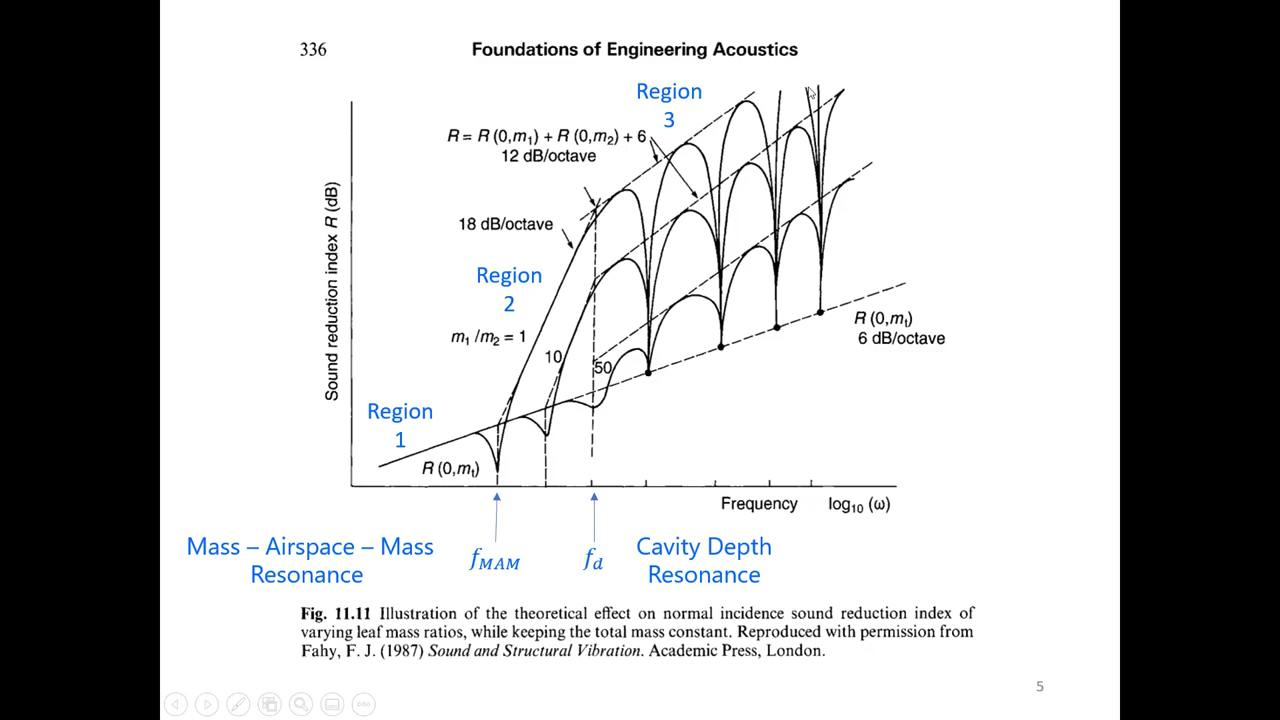 336
Foundations of Engineering Acoustics
Region
3
R = R (0,m₁) + R (0,m₂) + 6
12 dB/octave
18 dB/octave
Sound reduction index R (dB)
Region
2
m₁ /m₂ = 1
10
50
R (0,mₜ)
6 dB/octave
Region
1
R (0,mₜ)
Frequency log₁₀ (ω)
Mass – Airspace – Mass
Resonance
f_MAM
f_d
Cavity Depth
Resonance
Fig. 11.11 Illustration of the theoretical effect on normal incidence sound reduction index of
varying leaf mass ratios, while keeping the total mass constant. Reproduced with permission from
Fahy, F. J. (1987) Sound and Structural Vibration. Academic Press, London.
5